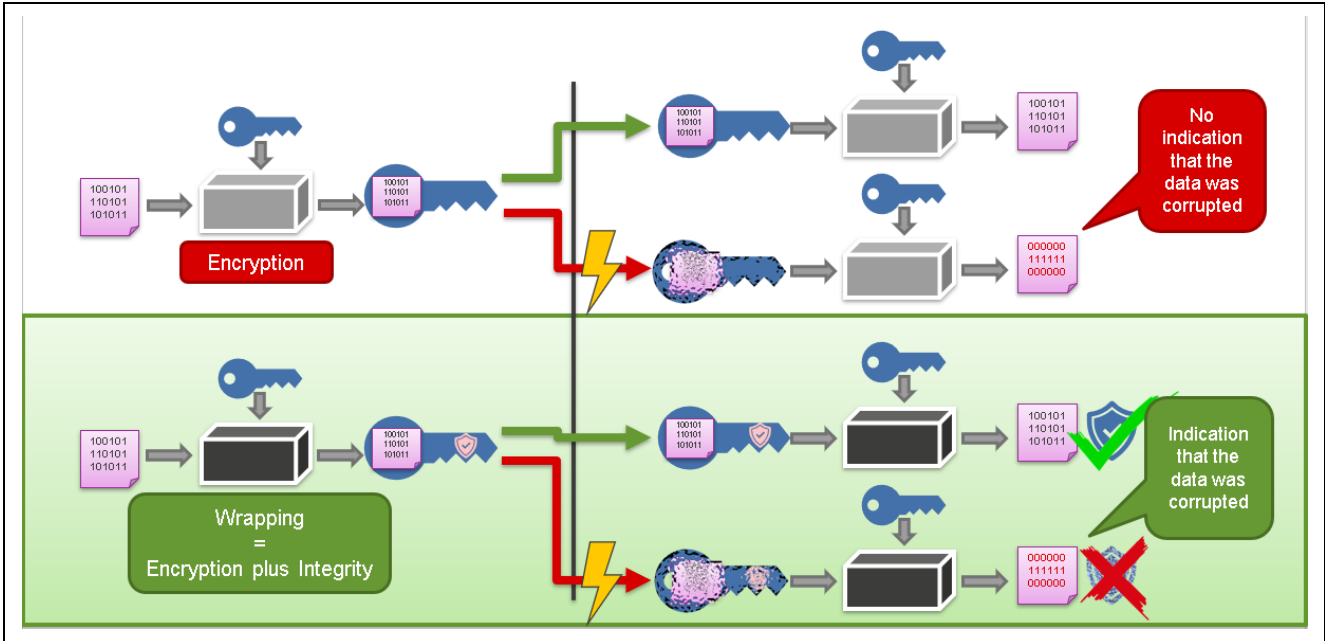 100101
110101
101011
Encryption
100101
110101
101011
100101
110101
101011
100101
110101
101011
No
indication
that the
data was
corrupted
000000
111111
000000
100101
110101
101011
Wrapping
=
Encryption plus Integrity
100101
110101
101011
100101
110101
101011
100101
110101
101011
Indication
that the
data was
corrupted
000000
111111
000000